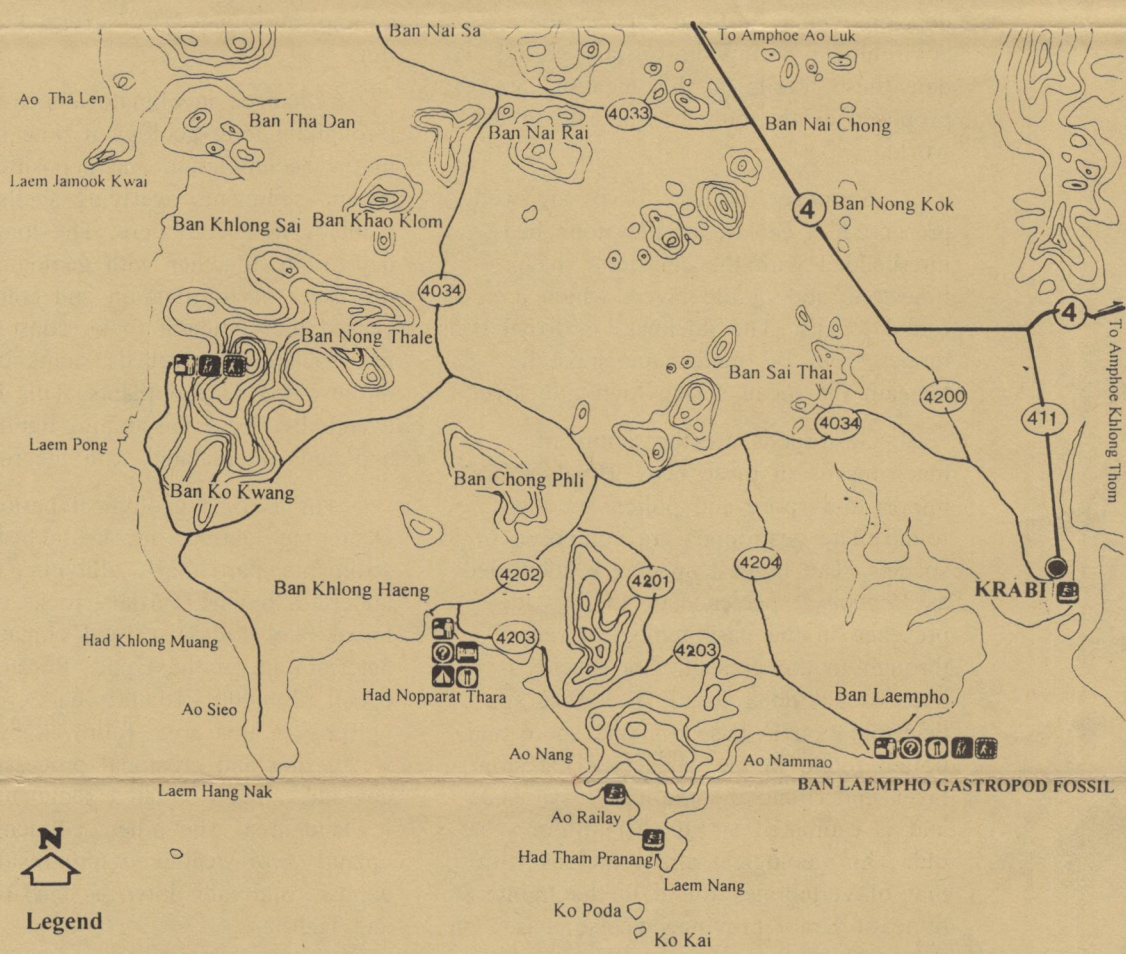 Ban Nai Sa
To Amphoe Ao Luk
Ao Tha Len
Ban Tha Dan
4033
Ban Nai Rai
Ban Nai Chong
Laem Jamook Kwai
Ban Khlong Sai
Ban Khao Klom
4
Ban Nong Kok
4034
4
To Amphoe Khlong Thom
Ban Nong Thale
Ban Sai Thai
4200
411
4034
Laem Pong
Ban Ko Kwang
Ban Chong Phli
4202
4201
4204
KRABI
Ban Khlong Haeng
Had Khlong Muang
4203
4203
?
Had Nopparat Thara
Ban Laempho
Ao Sieo
Ao Nang
Ao Nammao
?
BAN LAEMPHO GASTROPOD FOSSIL
Laem Hang Nak
Ao Railay
Had Tham Pranang
Laem Nang
N
Legend
Ko Poda
Ko Kai